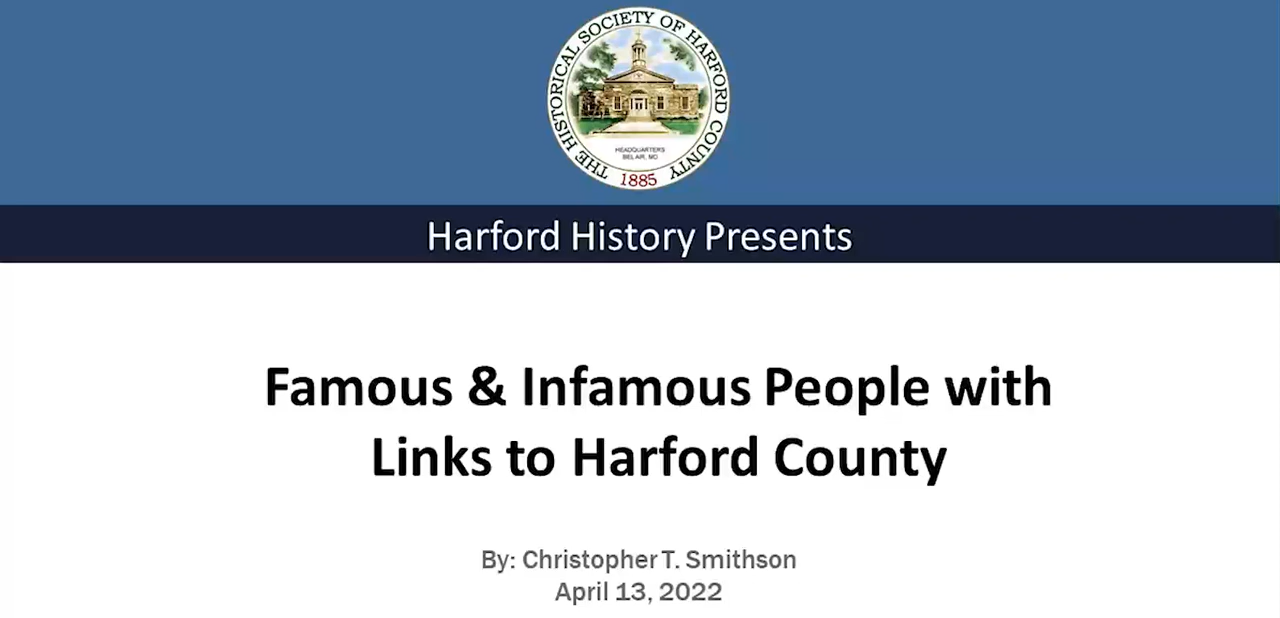 THE HISTORICAL SOCIETY OF HARFORD COUNTY
HEADQUARTERS
BEL AIR, MD
1885
Harford History Presents
Famous & Infamous People with
Links to Harford County
By: Christopher T. Smithson
April 13, 2022